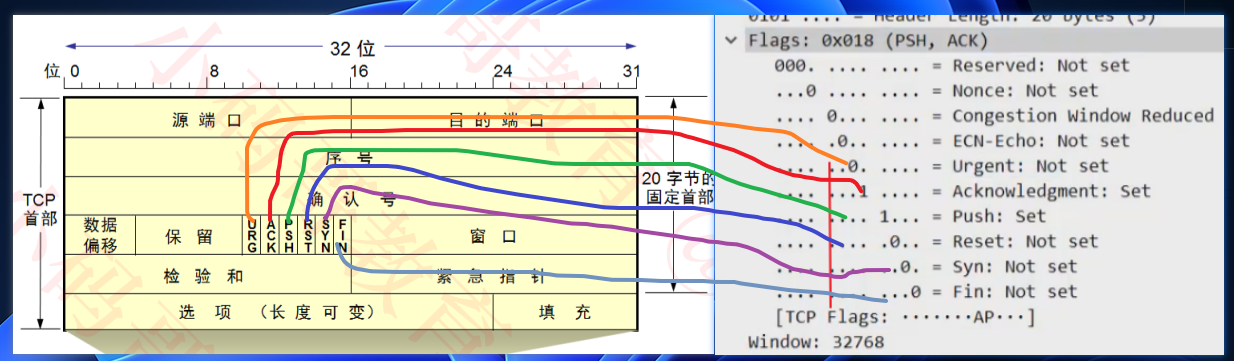 32 位
位 0 8 16 24 31
源 端 口
目 的 端 口
序 号
确 认 号
TCP
首部
20 字节的
固定首部
数据
偏移
保 留
URG
ACK
PSH
RST
SYN
FIN
窗 口
检 验 和
紧 急 指 针
选 项 （长 度 可 变）
填 充
0101 .... = Header Length: 20 bytes (5)
Flags: 0x018 (PSH, ACK)
000. .... .... = Reserved: Not set
...0 .... .... = Nonce: Not set
.... 0... .... = Congestion Window Reduced
.... .0.. .... = ECN-Echo: Not set
.... ..0. .... = Urgent: Not set
.... ...1 .... = Acknowledgment: Set
.... .... 1... = Push: Set
.... .... .0.. = Reset: Not set
.... .... ..0. = Syn: Not set
.... .... ...0 = Fin: Not set
[TCP Flags: ·······AP···]
Window: 32768